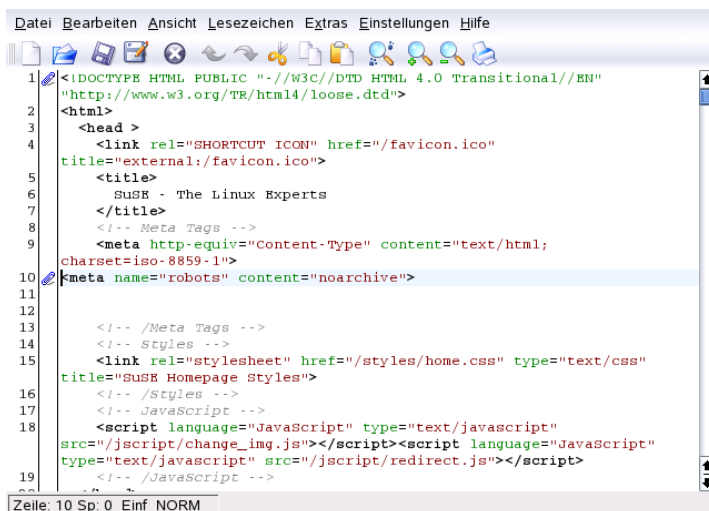 Datei Bearbeiten Ansicht Lesezeichen Extras Einstellungen Hilfe
1 <!DOCTYPE HTML PUBLIC "-//W3C//DTD HTML 4.0 Transitional//EN"
"http://www.w3.org/TR/html4/loose.dtd">
2 <html>
3 <head >
4 <link rel="SHORTCUT ICON" href="/favicon.ico"
title="external:/favicon.ico">
5 <title>
6 SuSE - The Linux Experts
7 </title>
8 <!-- Meta Tags -->
9 <meta http-equiv="Content-Type" content="text/html;
charset=iso-8859-1">
10 <meta name="robots" content="noarchive">
11
12
13 <!-- /Meta Tags -->
14 <!-- Styles -->
15 <link rel="stylesheet" href="/styles/home.css" type="text/css"
title="SuSE Homepage Styles">
16 <!-- /Styles -->
17 <!-- JavaScript -->
18 <script language="JavaScript" type="text/javascript"
src="/jscript/change_img.js"></script><script language="JavaScript"
type="text/javascript" src="/jscript/redirect.js"></script>
19 <!-- /JavaScript -->
Zeile: 10 Sp: 0 Einf NORM